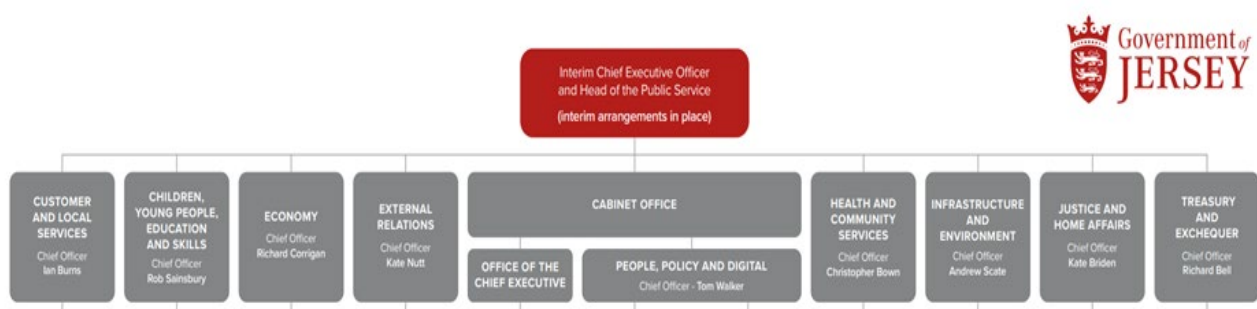 Government of
JERSEY
Interim Chief Executive Officer
and Head of the Public Service
(interim arrangements in place)
CUSTOMER
AND LOCAL
SERVICES
Chief Officer
Ian Burns
CHILDREN,
YOUNG PEOPLE,
EDUCATION
AND SKILLS
Chief Officer
Rob Sainsbury
ECONOMY
Chief Officer
Richard Corrigan
EXTERNAL
RELATIONS
Chief Officer
Kate Nutt
CABINET OFFICE
OFFICE OF THE
CHIEF EXECUTIVE
PEOPLE, POLICY AND DIGITAL
Chief Officer - Tom Walker
HEALTH AND
COMMUNITY
SERVICES
Chief Officer
Christopher Bown
INFRASTRUCTURE
AND
ENVIRONMENT
Chief Officer
Andrew Scate
JUSTICE AND
HOME AFFAIRS
Chief Officer
Kate Briden
TREASURY
AND
EXCHEQUER
Chief Officer
Richard Bell